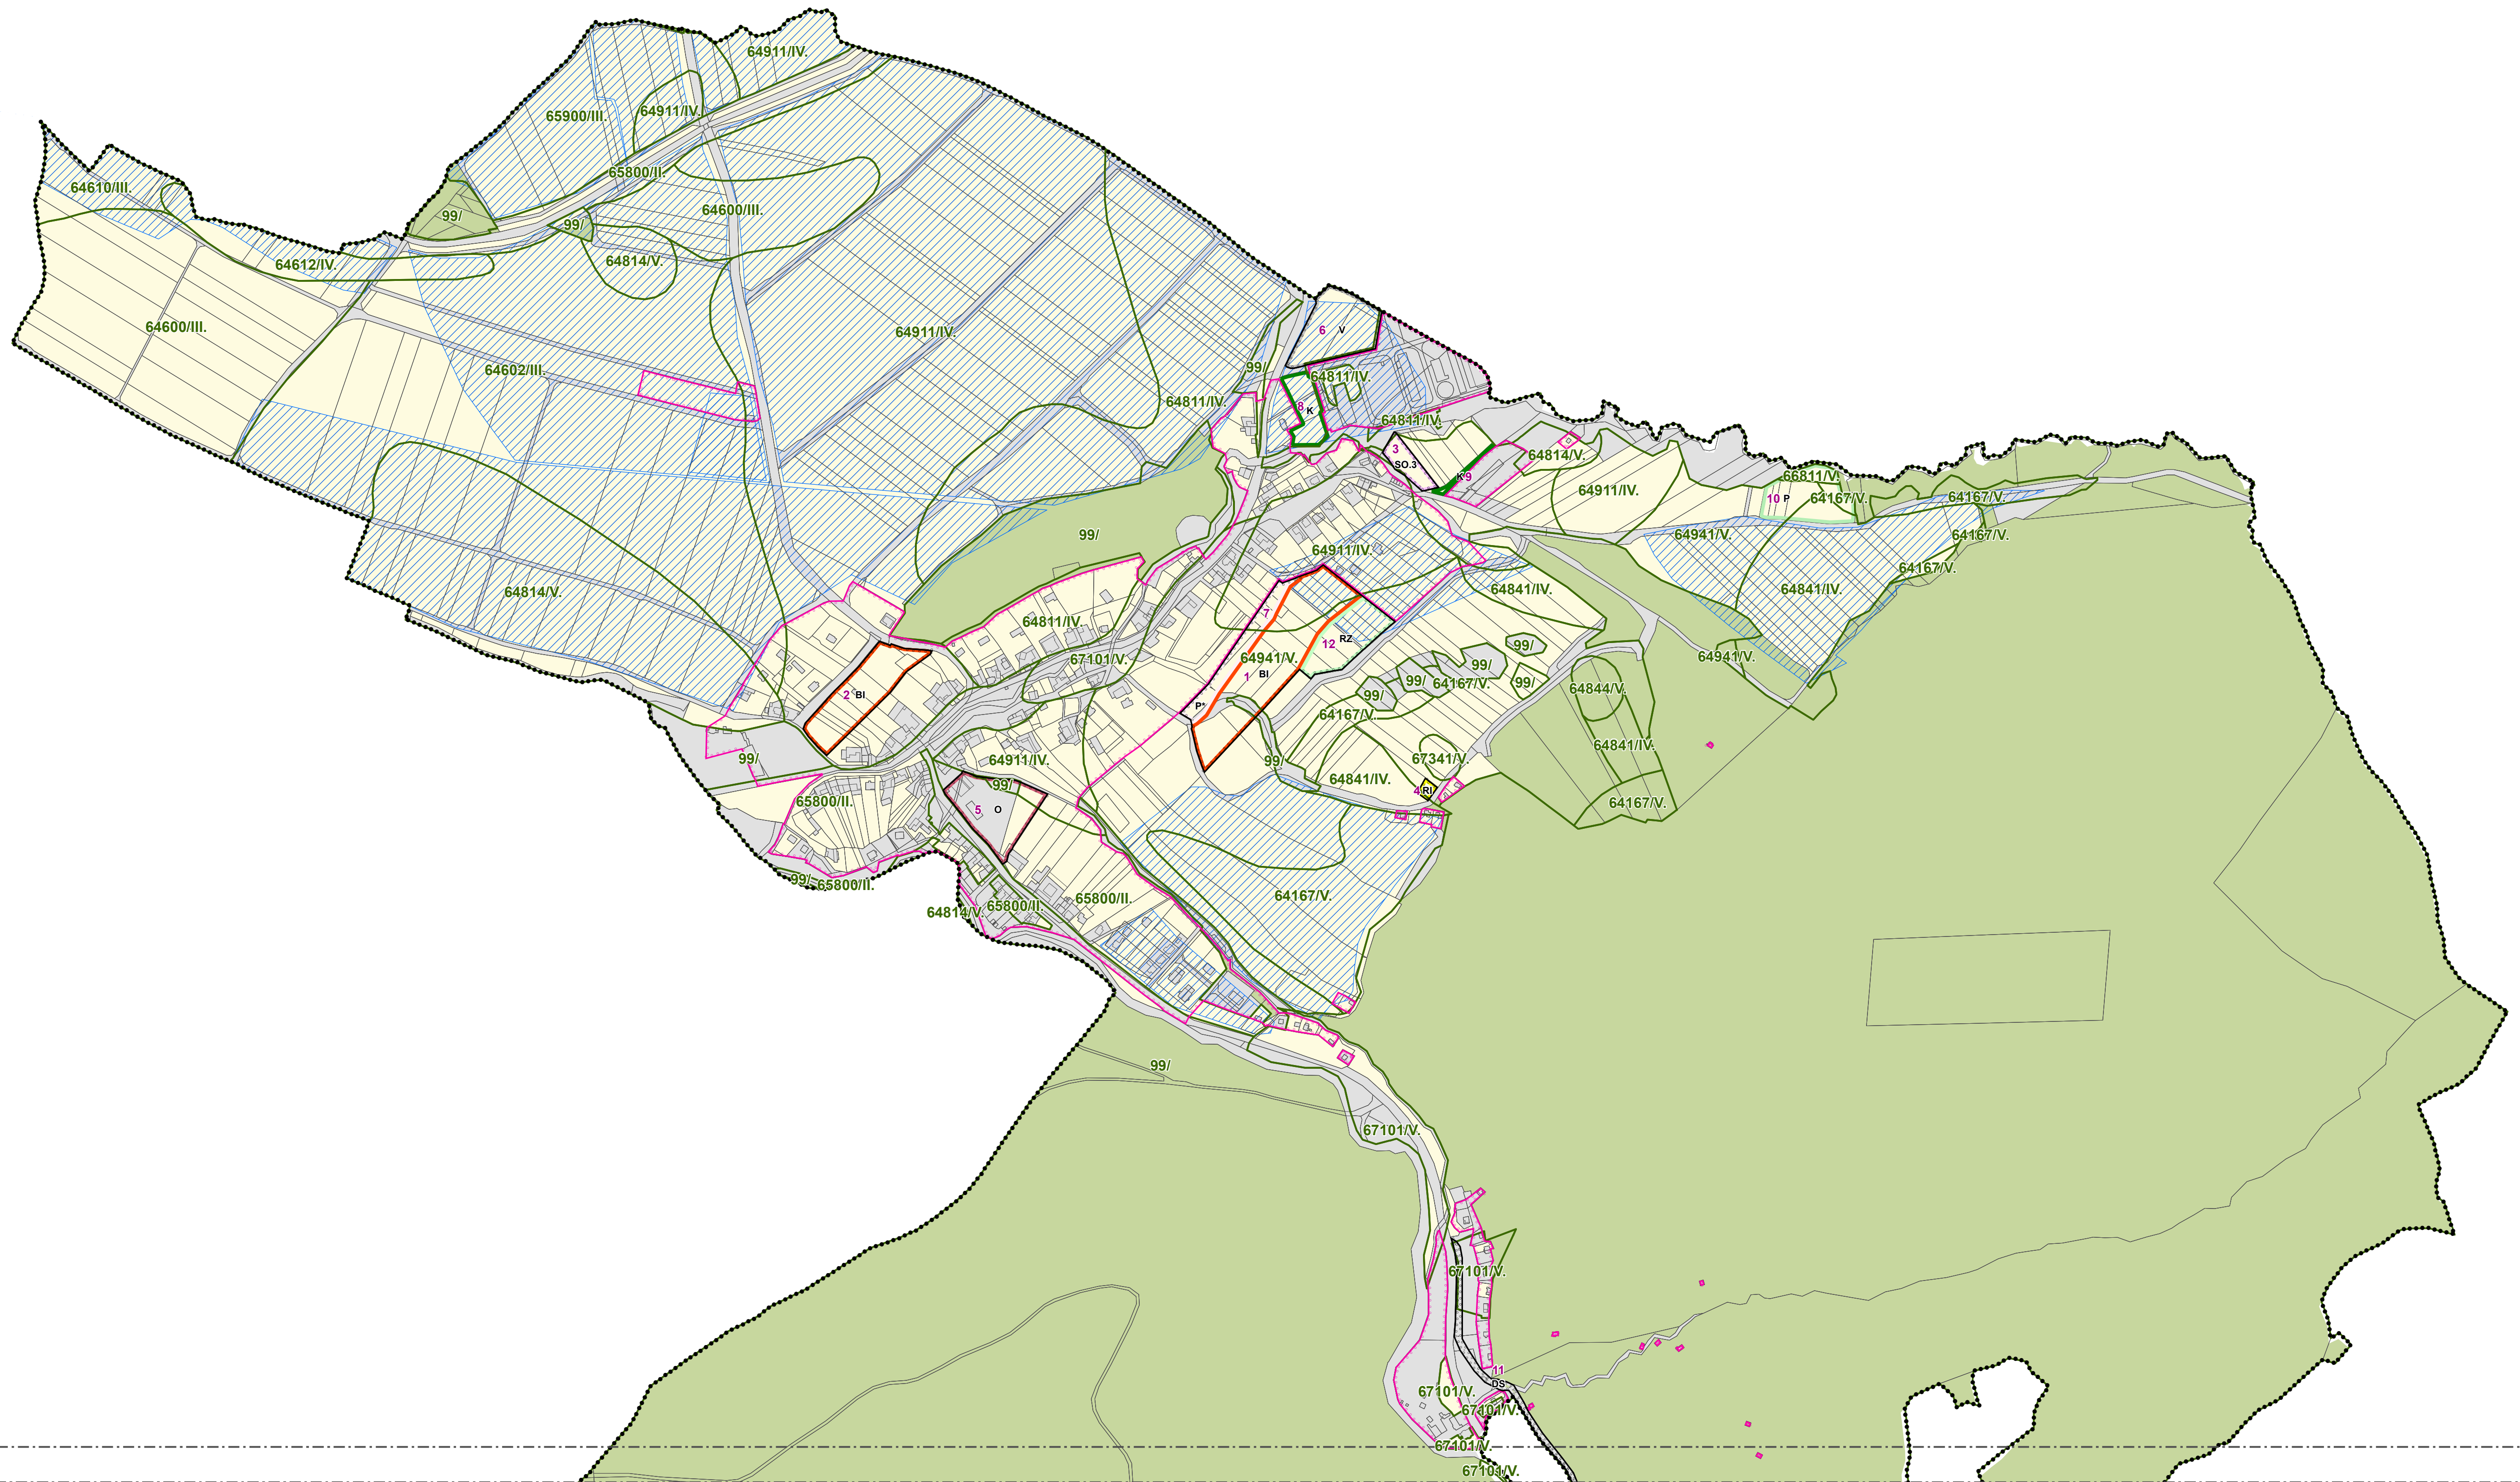 64911/IV.
64911/IV.
65900/III.
65800/II.
64610/III.
64600/III.
99/
99/
64814/V.
64612/IV.
64600/III.
64911/IV.
6 V
99/
64811/IV.
64602/III.
64811/IV.
8 K
64811/IV.
3
SO.3
64814/V.
K 9
66811/V.
64911/IV.
10 P
64167/V.
64167/V.
99/
64941/V.
64167/V.
64911/IV.
64167/V.
64814/V.
64841/IV.
64841/IV.
7
64811/IV.
12 RZ
99/
67101/V.
64941/V.
99/
64941/V.
1 BI
99/
64167/V.
99/
64844/V.
2 BI
99/
P*
64167/V.
64841/IV.
99/
64911/IV.
99/
67341/V.
64841/IV.
99/
4 RI
65800/II.
5 O
64167/V.
99/
65800/II.
64167/V.
65800/II.
65800/II.
64814/V.
99/
67101/V.
67101/V.
11
DS
67101/V.
67101/V.
67101/V.
67101/V.